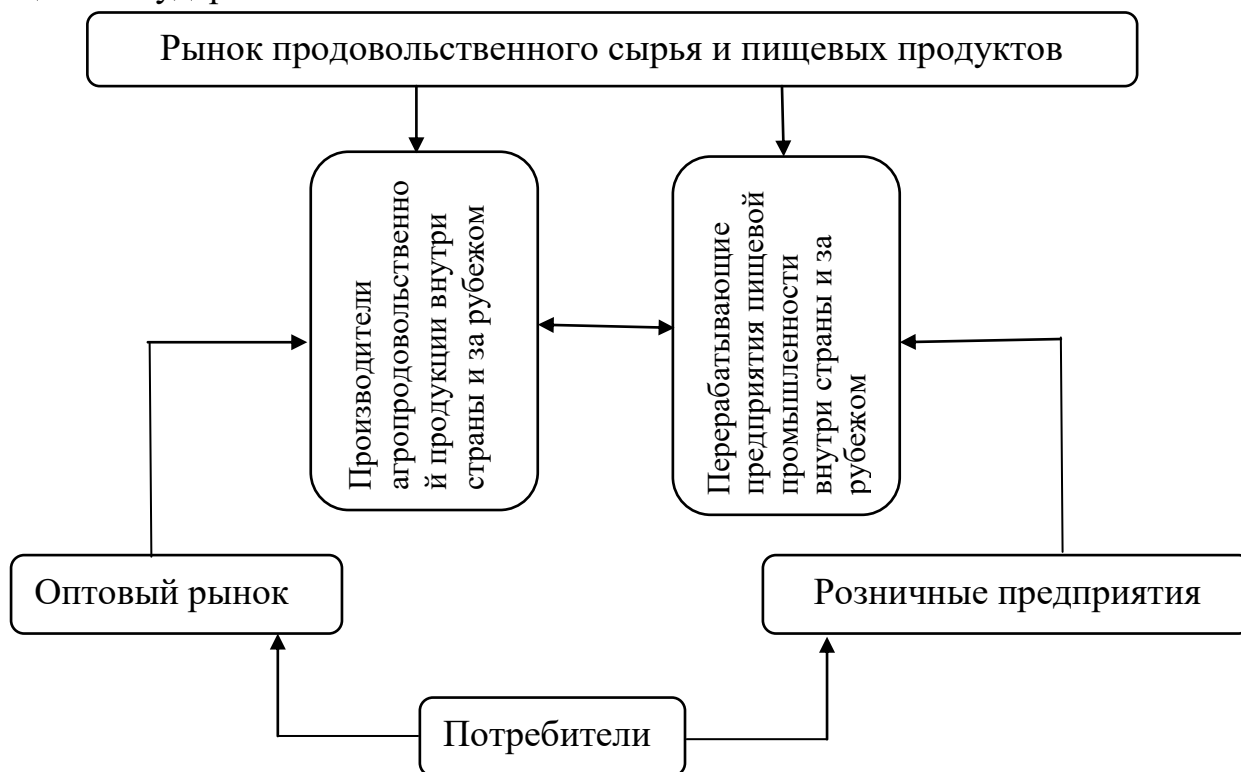 Рынок продовольственного сырья и пищевых продуктов
Производители
агропродовольственно
й продукции внутри
страны и за рубежом
Перерабатывающие
предприятия пищевой
промышленности
внутри страны и за
рубежом
Оптовый рынок
Розничные предприятия
Потребители